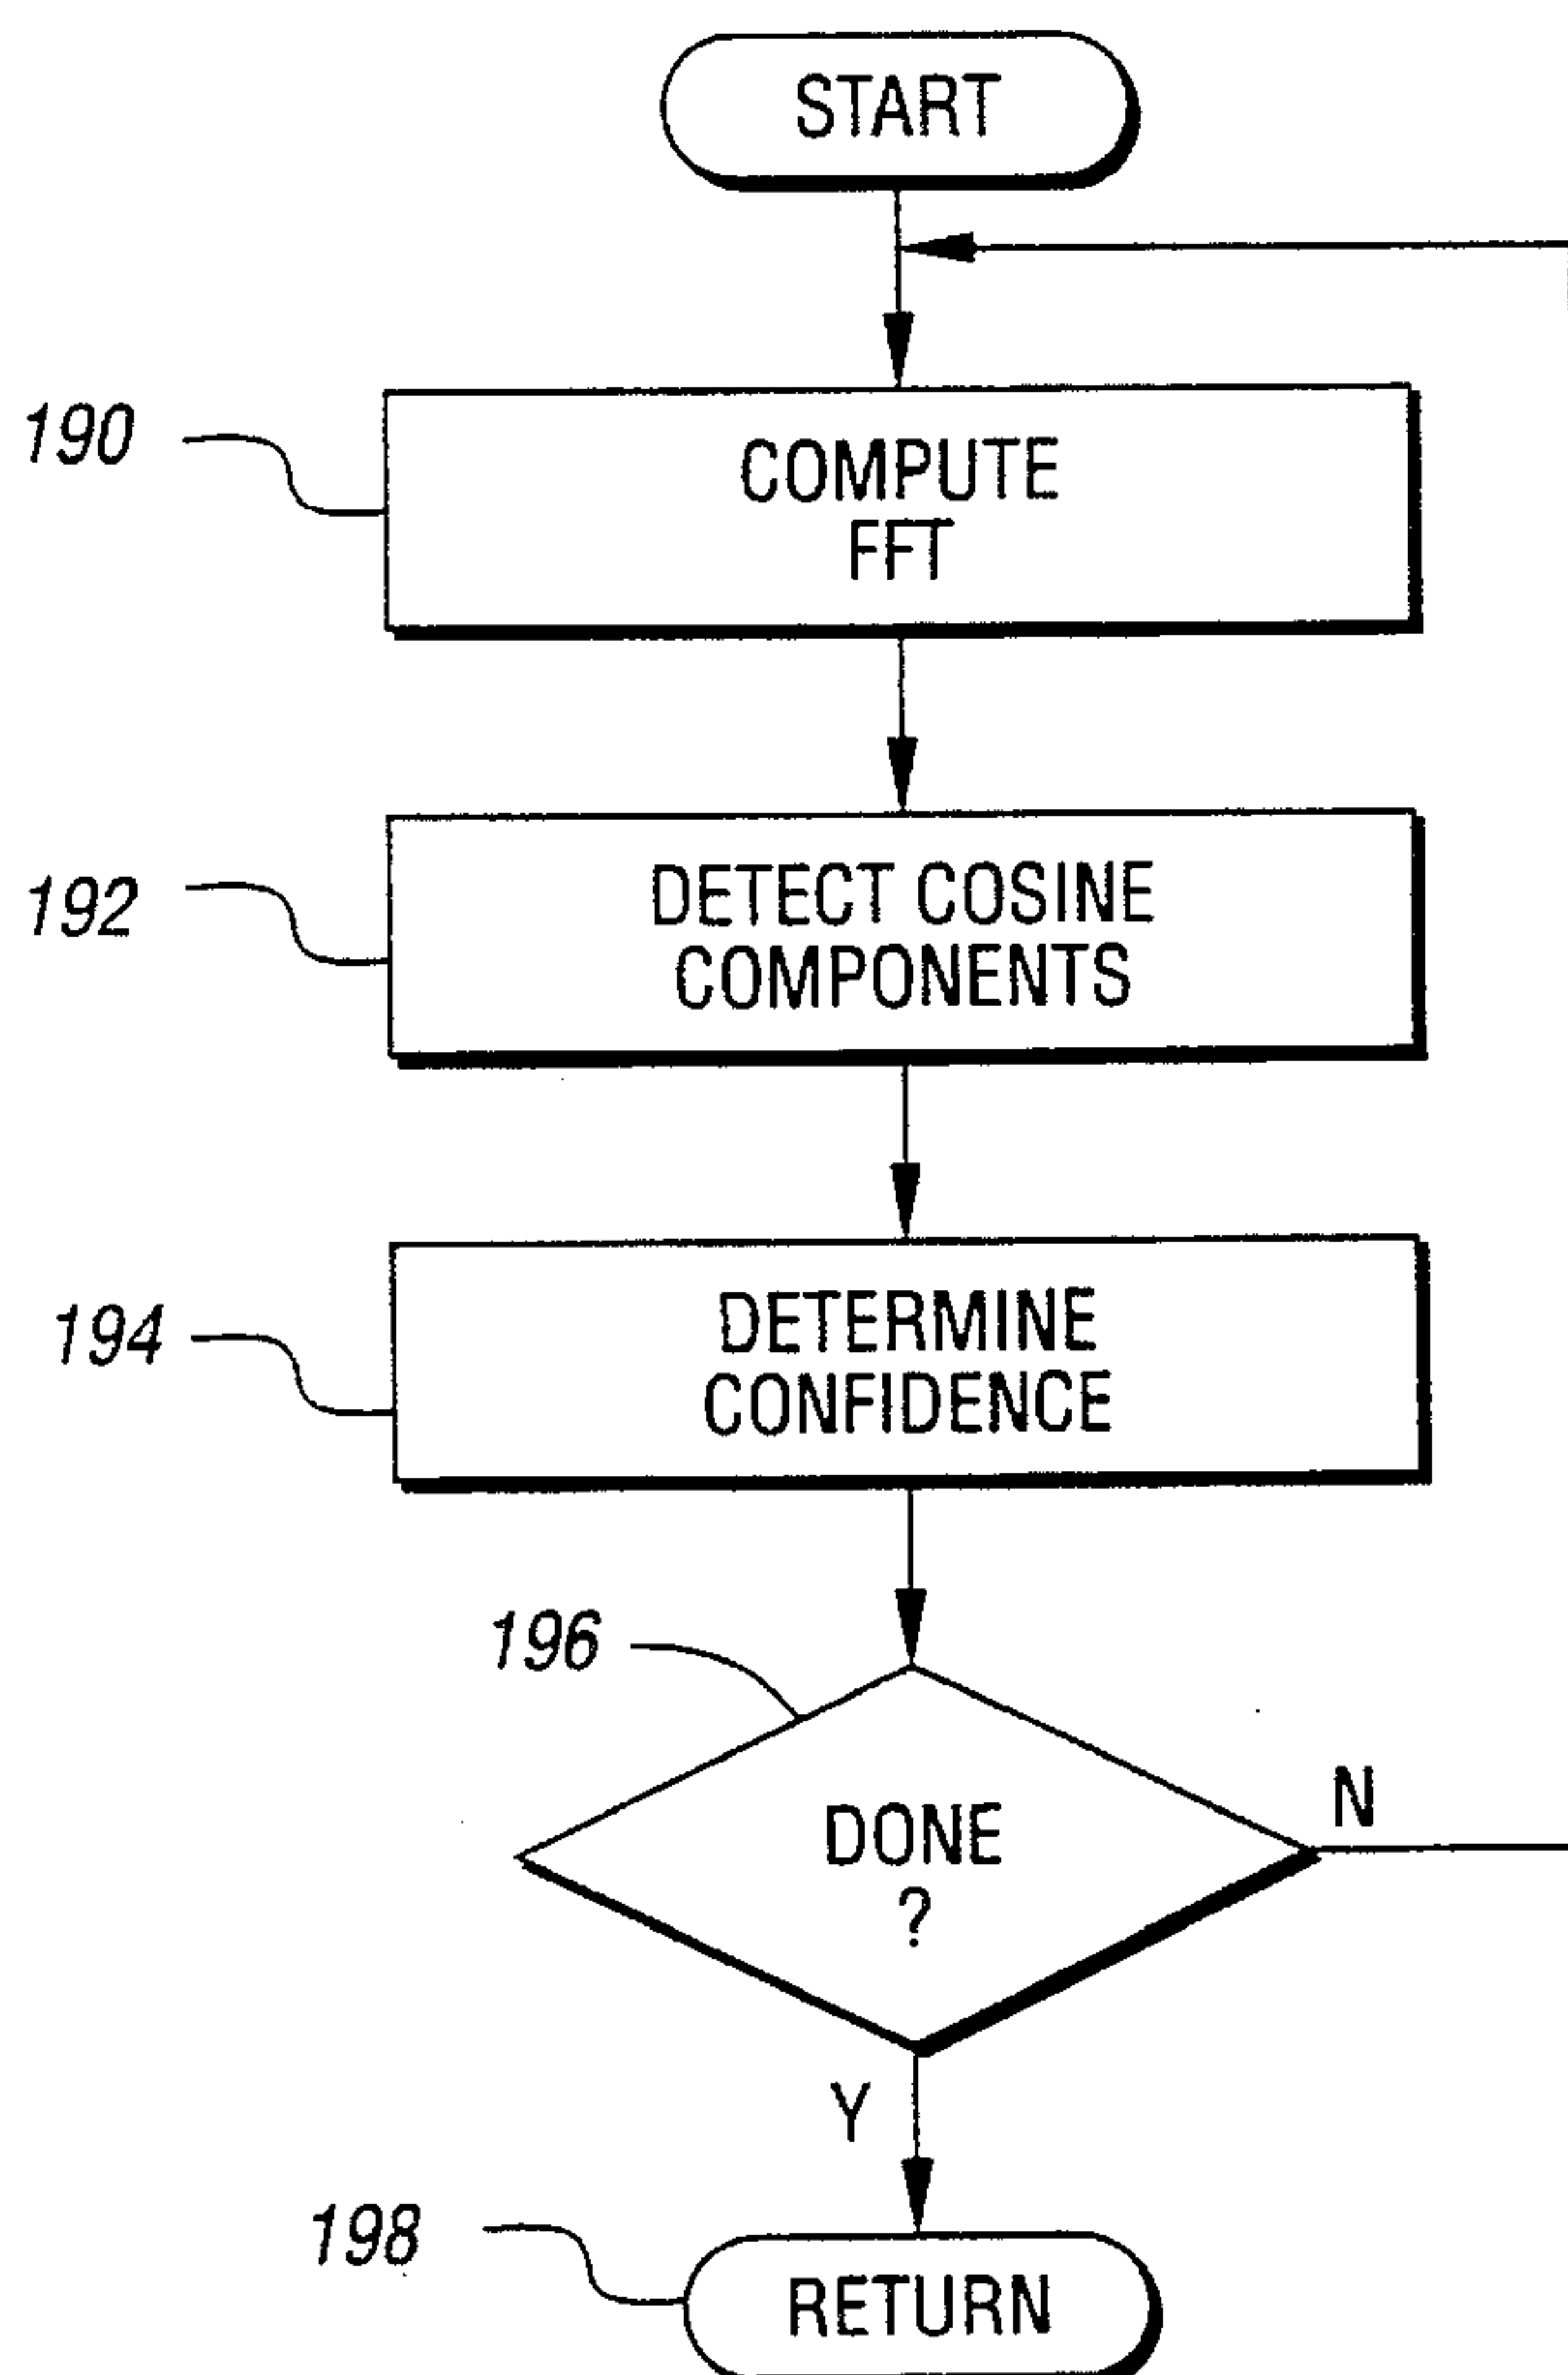 START
190
COMPUTE
FFT
192
DETECT COSINE
COMPONENTS
194
DETERMINE
CONFIDENCE
196
DONE
?
N
Y
198
RETURN